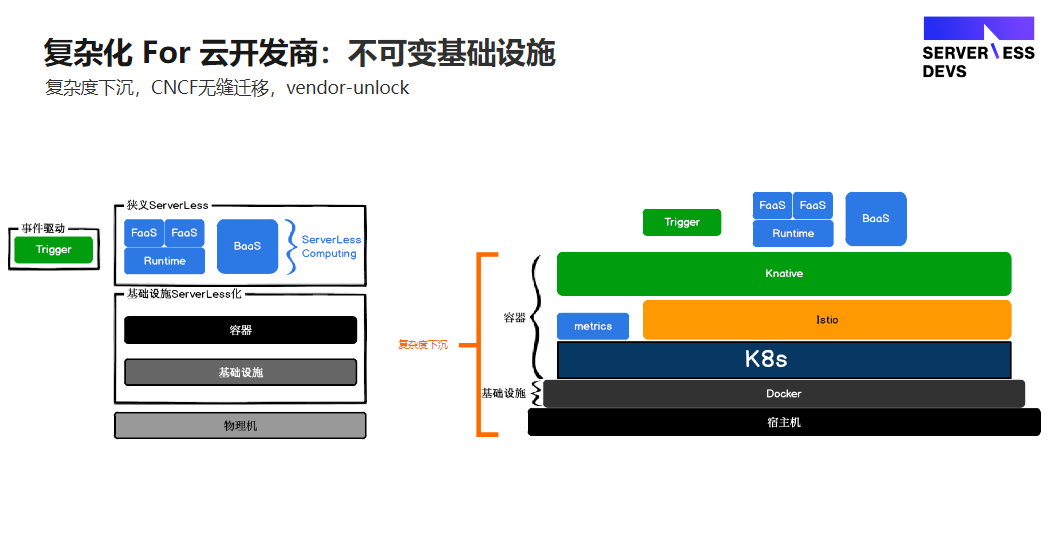 复杂化 For 云开发商：不可变基础设施
复杂度下沉，CNCF无缝迁移，vendor-unlock
SERVERLESS
DEVS
事件驱动
Trigger
狭义ServerLess
FaaS
FaaS
Runtime
BaaS
ServerLess
Computing
基础设施ServerLess化
容器
基础设施
物理机
复杂度下沉
Trigger
FaaS
FaaS
Runtime
BaaS
容器
Knative
metrics
Istio
K8s
基础设施
Docker
宿主机